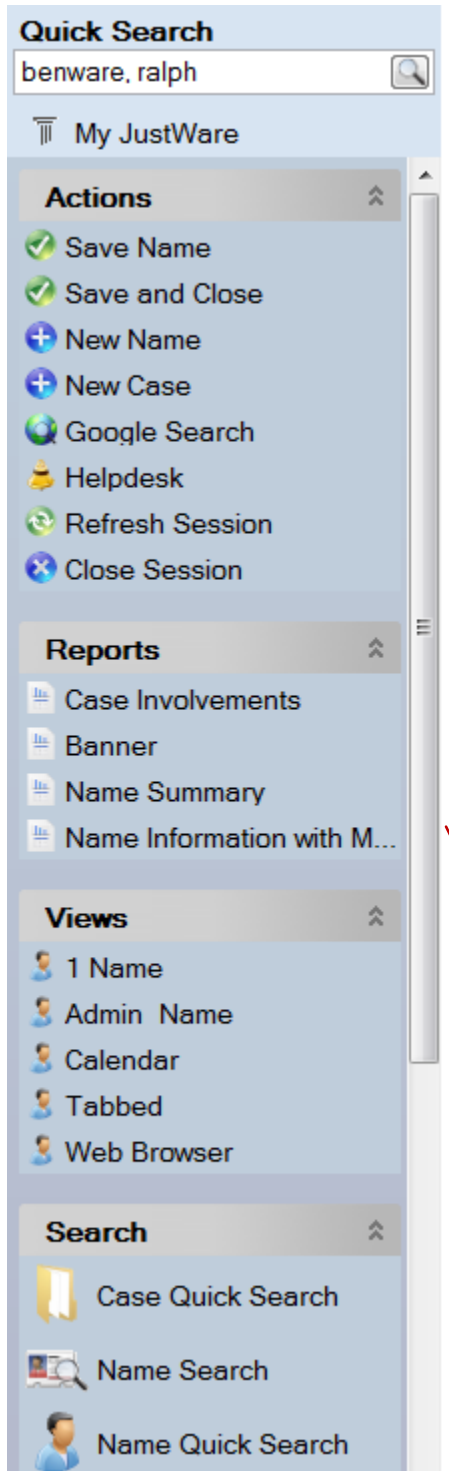 Quick Search
benware, ralph
My JustWare
Actions
Save Name
Save and Close
New Name
New Case
Google Search
Helpdesk
Refresh Session
Close Session
Reports
Case Involvements
Banner
Name Summary
Name Information with M...
Views
1 Name
Admin  Name
Calendar
Tabbed
Web Browser
Search
Case Quick Search
Name Search
Name Quick Search